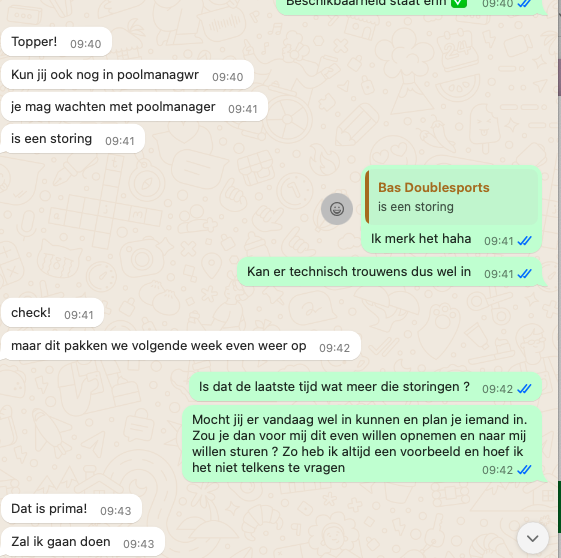 Beschikbaarheid staat erin ✅ 09:40
Topper! 09:40
Kun jij ook nog in poolmanagwr 09:40
je mag wachten met poolmanager 09:41
is een storing 09:41
Bas Doublesports
is een storing
Ik merk het haha 09:41
Kan er technisch trouwens dus wel in 09:41
check! 09:41
maar dit pakken we volgende week even weer op 09:42
Is dat de laatste tijd wat meer die storingen ? 09:42
Mocht jij er vandaag wel in kunnen en plan je iemand in.
Zou je dan voor mij dit even willen opnemen en naar mij
willen sturen ? Zo heb ik altijd een voorbeeld en hoef ik
het niet telkens te vragen 09:42
Dat is prima! 09:43
Zal ik gaan doen 09:43